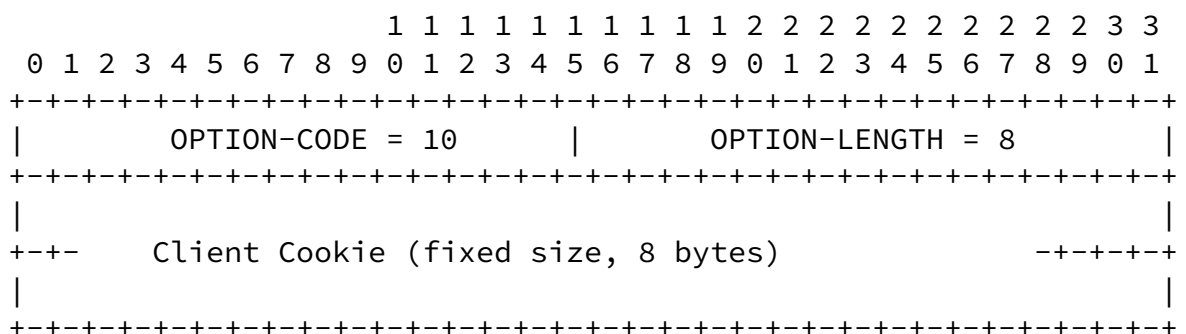 1 1 1 1 1 1 1 1 1 1 2 2 2 2 2 2 2 2 2 2 3 3
 0 1 2 3 4 5 6 7 8 9 0 1 2 3 4 5 6 7 8 9 0 1 2 3 4 5 6 7 8 9 0 1
+-+-+-+-+-+-+-+-+-+-+-+-+-+-+-+-+-+-+-+-+-+-+-+-+-+-+-+-+-+-+-+-+
|        OPTION-CODE = 10      |       OPTION-LENGTH = 8        |
+-+-+-+-+-+-+-+-+-+-+-+-+-+-+-+-+-+-+-+-+-+-+-+-+-+-+-+-+-+-+-+-+
|                                                               |
+-+-    Client Cookie (fixed size, 8 bytes)              -+-+-+-+
|                                                               |
+-+-+-+-+-+-+-+-+-+-+-+-+-+-+-+-+-+-+-+-+-+-+-+-+-+-+-+-+-+-+-+-+